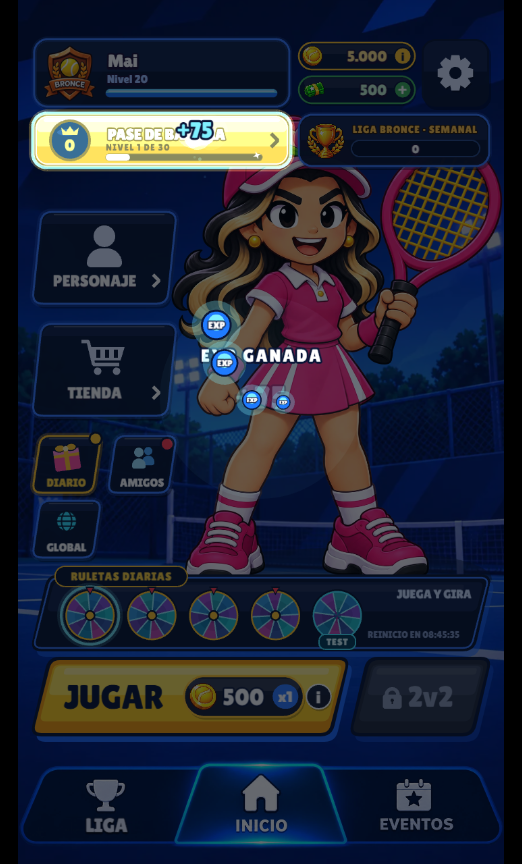 Mai
Nivel 20
BRONCE
5.000
500
0
+75
NIVEL 1 DE 30
LIGA BRONCE - SEMANAL
0
PERSONAJE
EXP
EXP
GANADA
TIENDA
EXP
EXP
DIARIO
AMIGOS
GLOBAL
RULETAS DIARIAS
JUEGA Y GIRA
TEST
REINICIO EN 08:45:35
JUGAR
500
x1
2v2
LIGA
INICIO
EVENTOS